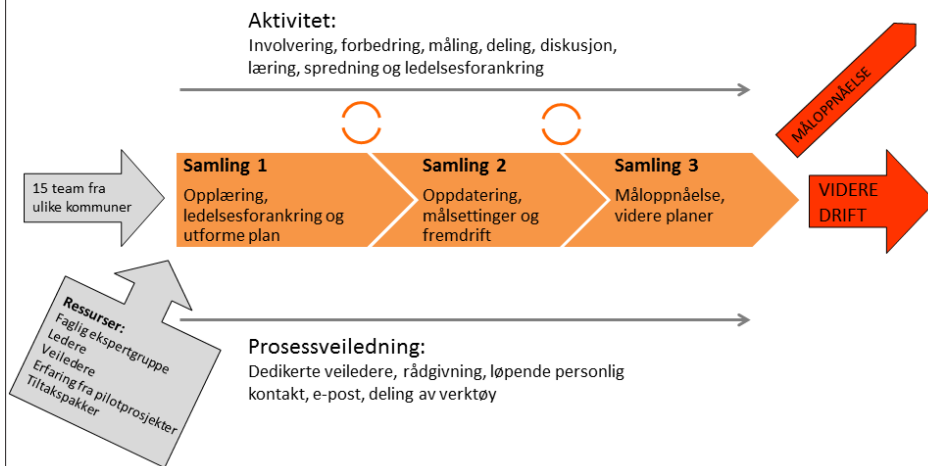 Aktivitet:
Involvering, forbedring, måling, deling, diskusjon,
læring, spredning og ledelsesforankring
MÅLOPPNÅELSE
15 team fra
ulike kommuner
Samling 1
Opplæring,
ledelsesforankring og
utforme plan
Samling 2
Oppdatering,
målsettinger og
fremdrift
Samling 3
Måloppnåelse,
videre planer
VIDERE
DRIFT
Ressurser:
Faglig ekspertgruppe
Ledere
Veiledere
Erfaring fra pilotprosjekter
Tiltakspakker
Prosessveiledning:
Dedikerte veiledere, rådgivning, løpende personlig
kontakt, e-post, deling av verktøy